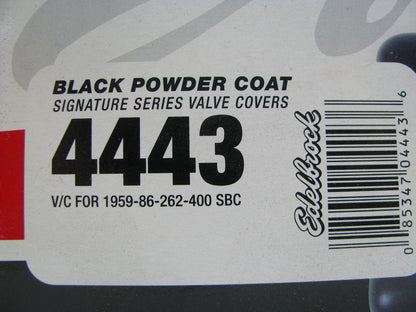 BLACK POWDER COAT
SIGNATURE SERIES VALVE COVERS
4443
V/C FOR 1959-86-262-400 SBC
Edelbrock
0 85347 04443 6